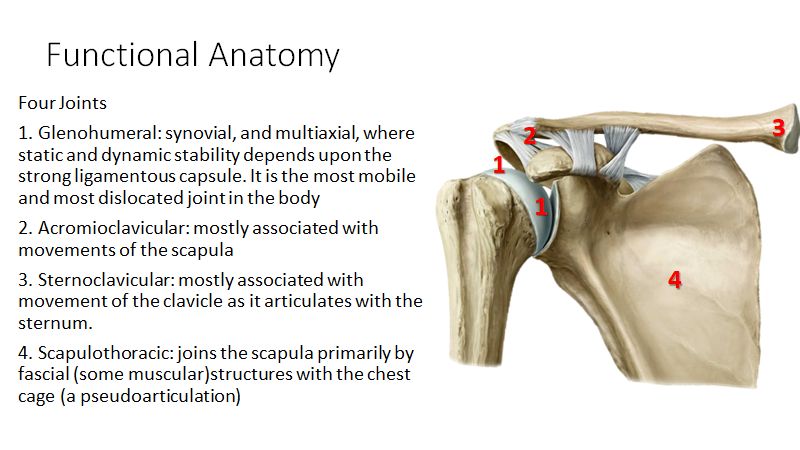 Functional Anatomy
Four Joints
1. Glenohumeral: synovial, and multiaxial, where
static and dynamic stability depends upon the
strong ligamentous capsule. It is the most mobile
and most dislocated joint in the body
2. Acromioclavicular: mostly associated with
movements of the scapula
3. Sternoclavicular: mostly associated with
movement of the clavicle as it articulates with the
sternum.
4. Scapulothoracic: joins the scapula primarily by
fascial (some muscular)structures with the chest
cage (a pseudoarticulation)
3
2
1
1
4